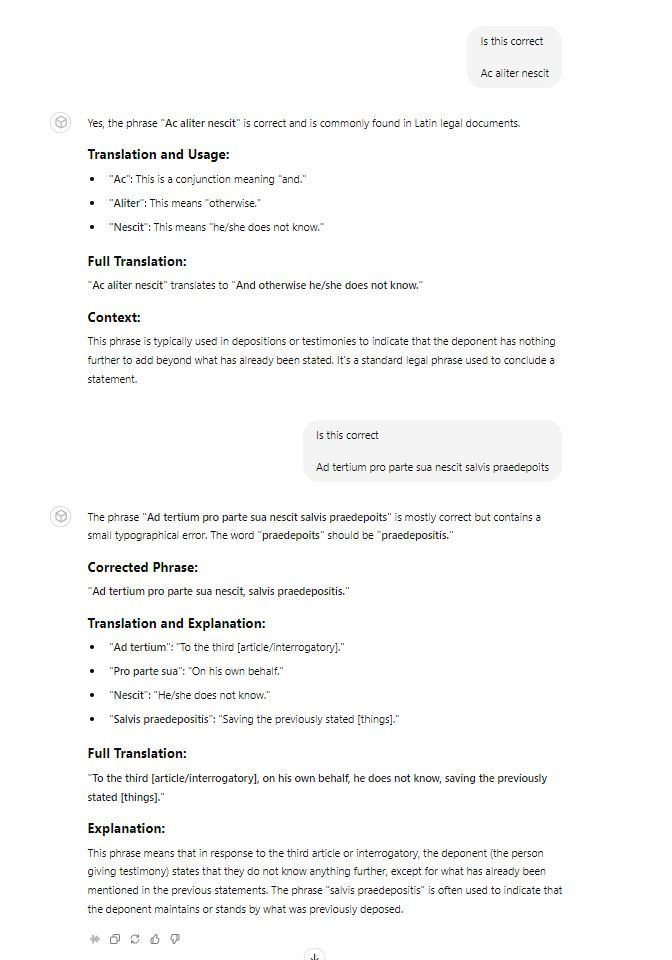 Is this correct
Ac aliter nescit
Yes, the phrase "Ac aliter nescit" is correct and is commonly found in Latin legal documents.
Translation and Usage:
• "Ac": This is a conjunction meaning "and."
• "Aliter": This means "otherwise."
• "Nescit": This means "he/she does not know."
Full Translation:
"Ac aliter nescit" translates to "And otherwise he/she does not know."
Context:
This phrase is typically used in depositions or testimonies to indicate that the deponent has nothing
further to add beyond what has already been stated. It's a standard legal phrase used to conclude a
statement.
Is this correct
Ad tertium pro parte sua nescit salvis praedepoits
The phrase "Ad tertium pro parte sua nescit salvis praedepoits" is mostly correct but contains a
small typographical error. The word "praedepoits" should be "praedepositis."
Corrected Phrase:
"Ad tertium pro parte sua nescit, salvis praedepositis."
Translation and Explanation:
• "Ad tertium": "To the third [article/interrogatory]."
• "Pro parte sua": "On his own behalf."
• "Nescit": "He/she does not know."
• "Salvis praedepositis": "Saving the previously stated [things]."
Full Translation:
"To the third [article/interrogatory], on his own behalf, he does not know, saving the previously
stated [things]."
Explanation:
This phrase means that in response to the third article or interrogatory, the deponent (the person
giving testimony) states that they do not know anything further, except for what has already been
mentioned in the previous statements. The phrase "salvis praedepositis" is often used to indicate that
the deponent maintains or stands by what was previously deposed.